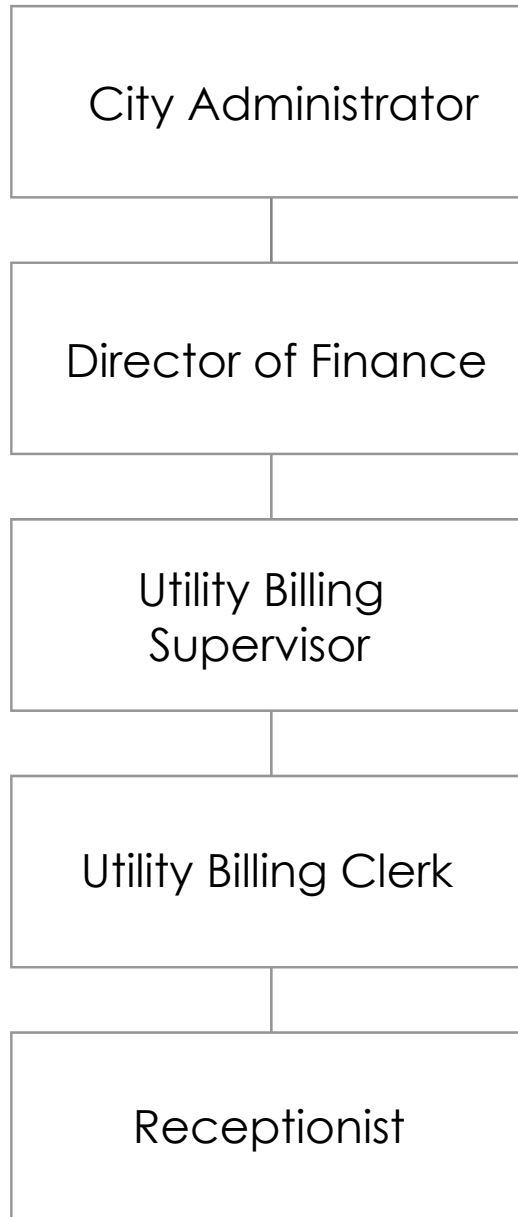 City Administrator
Director of Finance
Utility Billing
Supervisor
Utility Billing Clerk
Receptionist